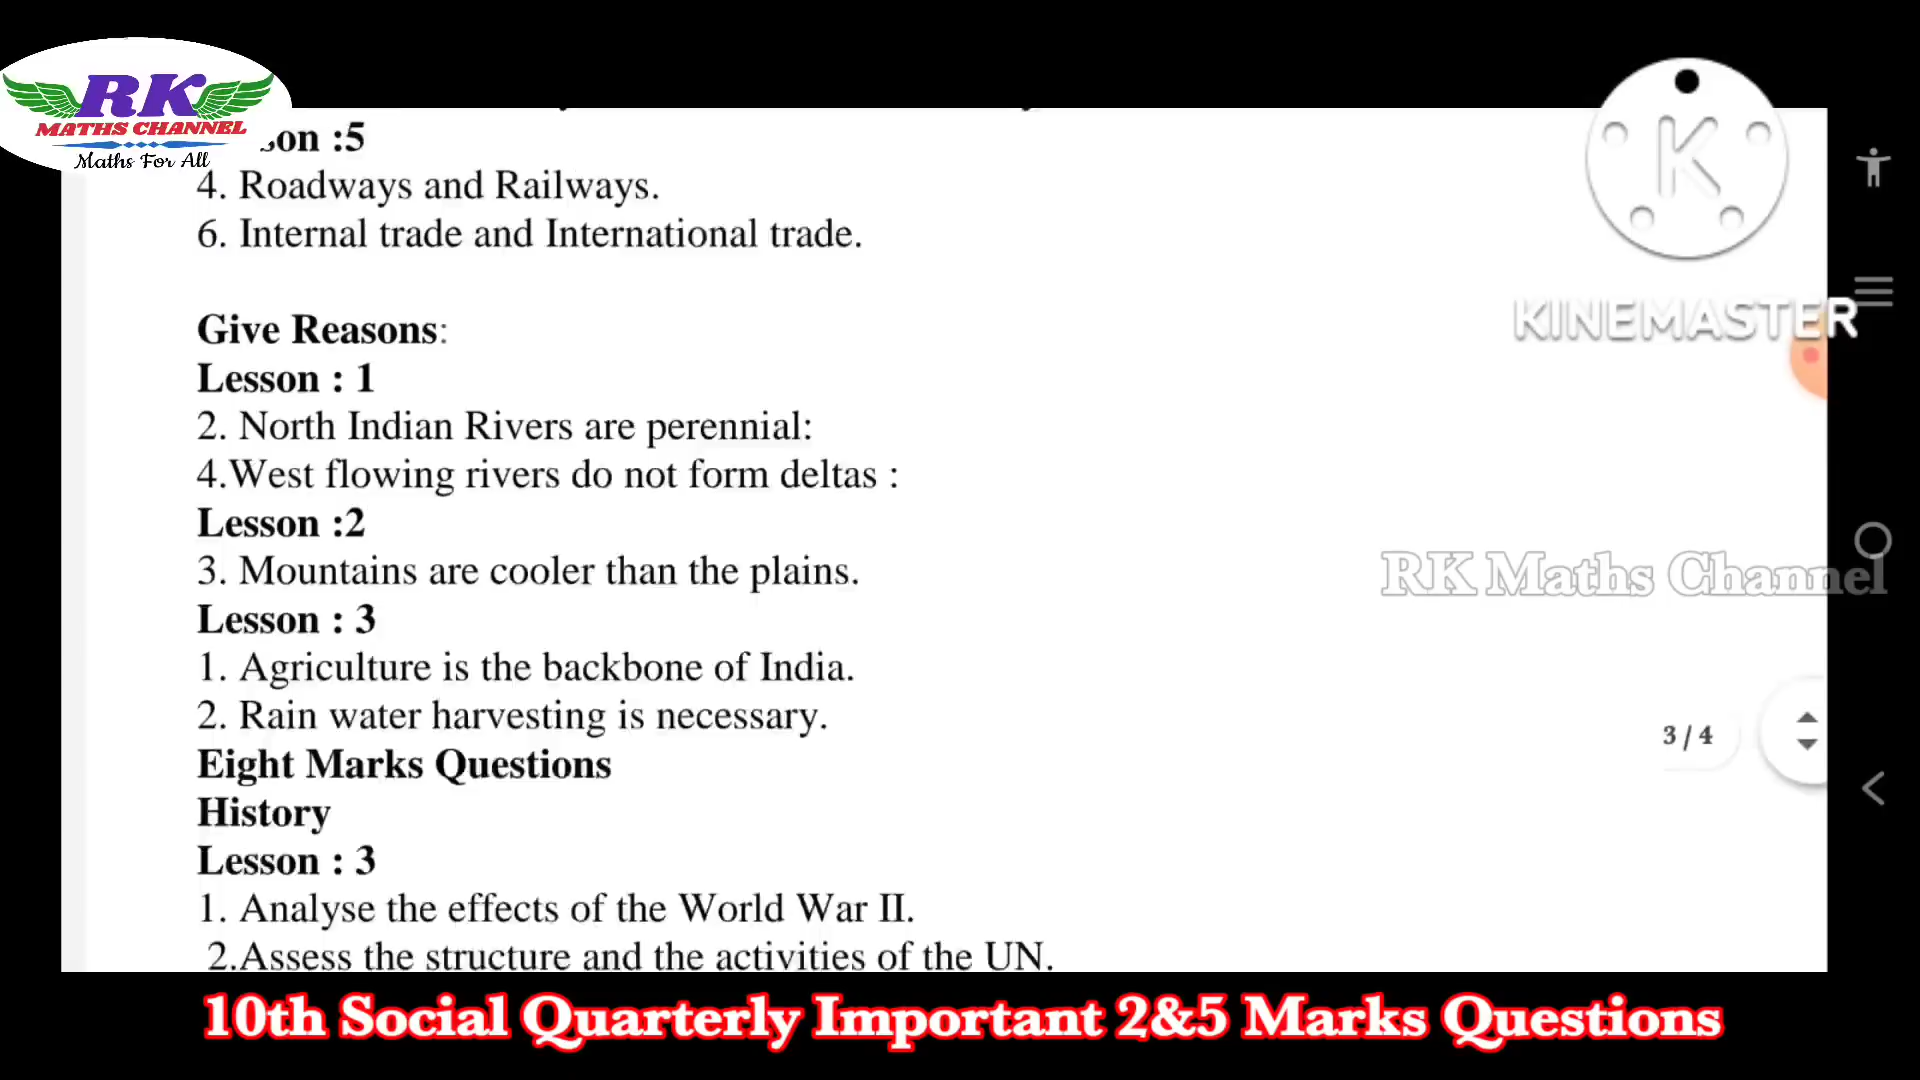 RK
MATHS CHANNEL
Maths For All
son :5
4. Roadways and Railways.
6. Internal trade and International trade.
K
KINEMASTER
Give Reasons:
Lesson : 1
2. North Indian Rivers are perennial:
4.West flowing rivers do not form deltas :
Lesson :2
3. Mountains are cooler than the plains.
RK Maths Channel
Lesson : 3
1. Agriculture is the backbone of India.
2. Rain water harvesting is necessary.
3 / 4
Eight Marks Questions
History
Lesson : 3
1. Analyse the effects of the World War II.
2.Assess the structure and the activities of the UN.
10th Social Quarterly Important 2&5 Marks Questions